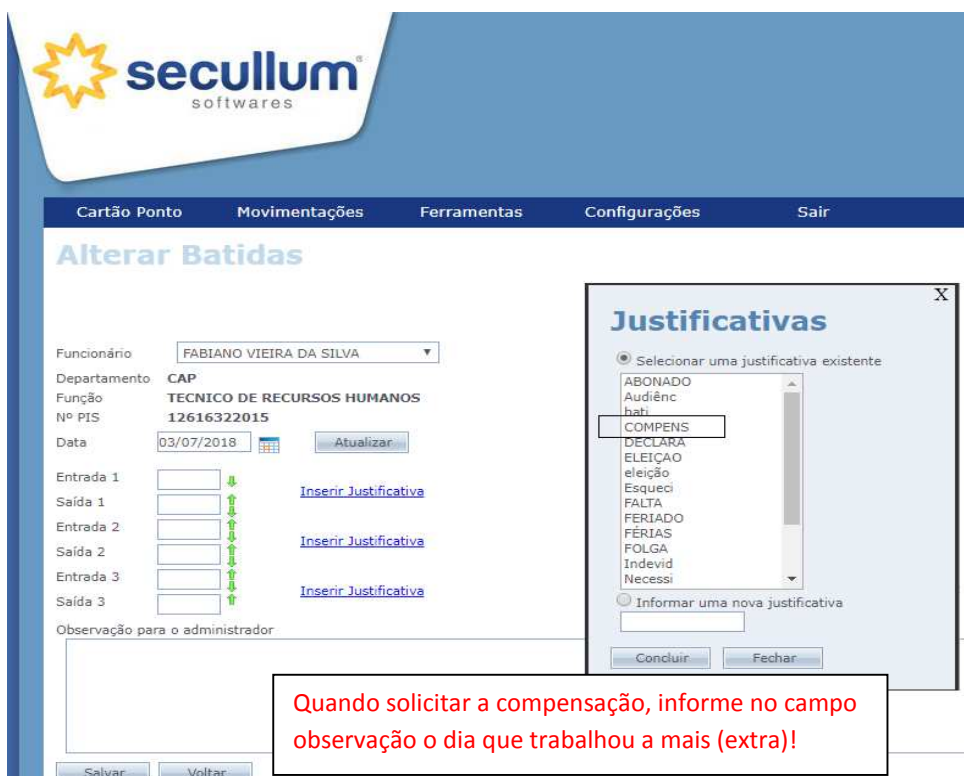 secullum
softwares
Cartão Ponto Movimentações Ferramentas Configurações Sair
Alterar Batidas
Funcionário FABIANO VIEIRA DA SILVA
Departamento CAP
Função TECNICO DE RECURSOS HUMANOS
Nº PIS 12616322015
Data 03/07/2018 Atualizar
Entrada 1
Inserir Justificativa
Saída 1
Entrada 2
Inserir Justificativa
Saída 2
Entrada 3
Inserir Justificativa
Saída 3
Observação para o administrador
Salvar Voltar
X
Justificativas
Selecionar uma justificativa existente
ABONADO
Audiênc
bati
COMPENS
DECLARA
ELEIÇAO
eleição
Esqueci
FALTA
FERIADO
FÉRIAS
FOLGA
Indevid
Necessi
Informar uma nova justificativa
Concluir Fechar
Quando solicitar a compensação, informe no campo
observação o dia que trabalhou a mais (extra)!